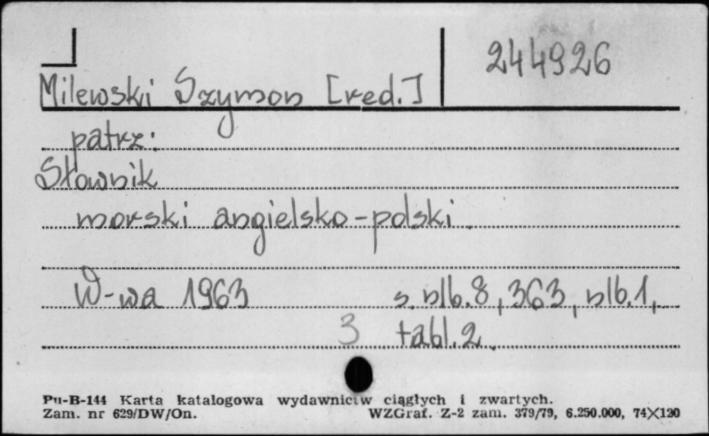 244926
Milewski Szymon [red.]
patrz:
Słownik
morski angielsko-polski.
W-wa 1963 s. nlb. 8, 363, nlb. 1,
3 tabl. 2.
Pu-B-144 Karta katalogowa wydawnictw ciągłych i zwartych.
Zam. nr 629/DW/On. WZGraf. Z-2 zam. 379/79, 6.250.000, 74×120